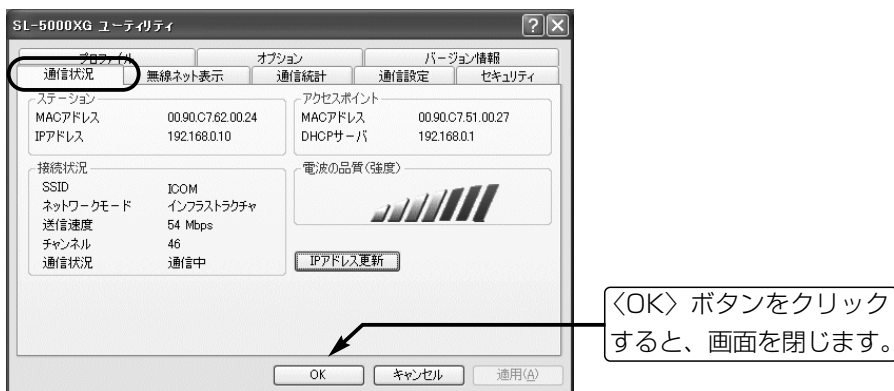 SL-5000XG ユーティリティ
プロファイル オプション バージョン情報
通信状況 無線ネット表示 通信統計 通信設定 セキュリティ
ステーション
MACアドレス 00.90.C7.62.00.24
IPアドレス 192.168.0.10
アクセスポイント
MACアドレス 00.90.C7.51.00.27
DHCPサーバ 192.168.0.1
接続状況
SSID ICOM
ネットワークモード インフラストラクチャ
送信速度 54 Mbps
チャンネル 46
通信状況 通信中
電波の品質(強度)
IPアドレス更新
〈OK〉ボタンをクリック
すると、画面を閉じます。
OK キャンセル 適用(A)